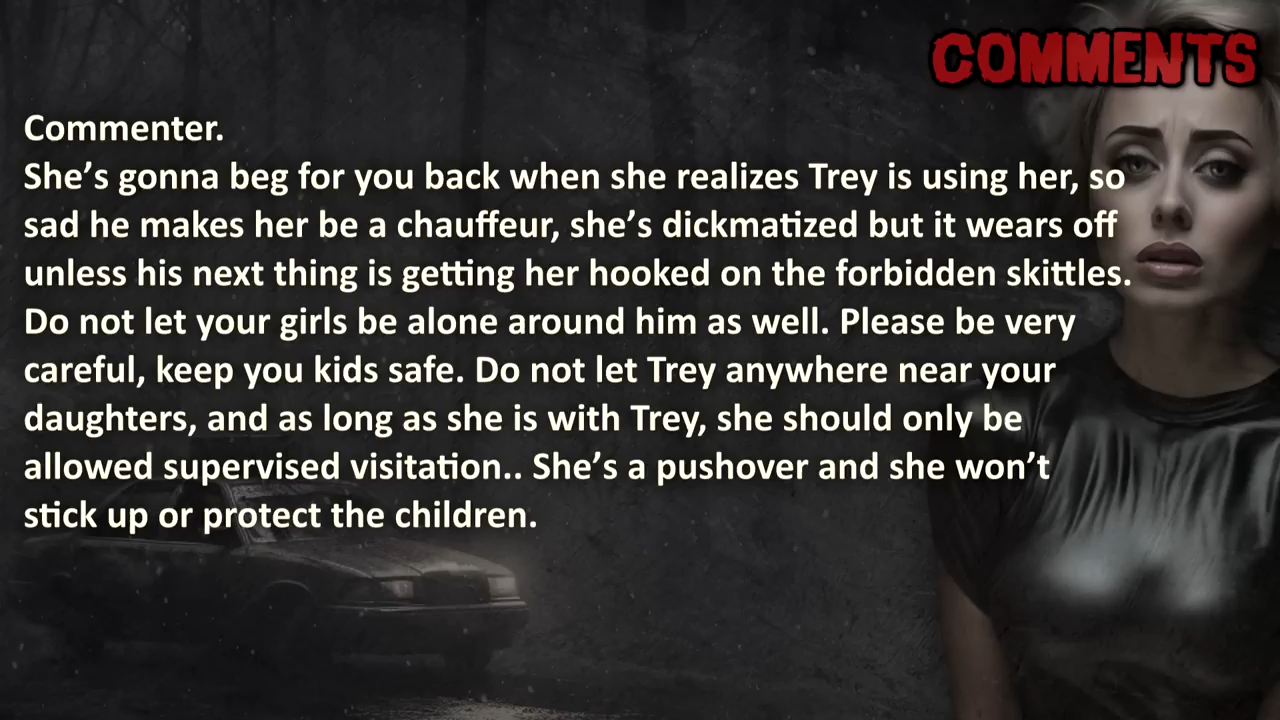 COMMENTS
Commenter.
She’s gonna beg for you back when she realizes Trey is using her, so
sad he makes her be a chauffeur, she’s dickmatized but it wears off
unless his next thing is getting her hooked on the forbidden skittles.
Do not let your girls be alone around him as well. Please be very
careful, keep you kids safe. Do not let Trey anywhere near your
daughters, and as long as she is with Trey, she should only be
allowed supervised visitation.. She’s a pushover and she won’t
stick up or protect the children.